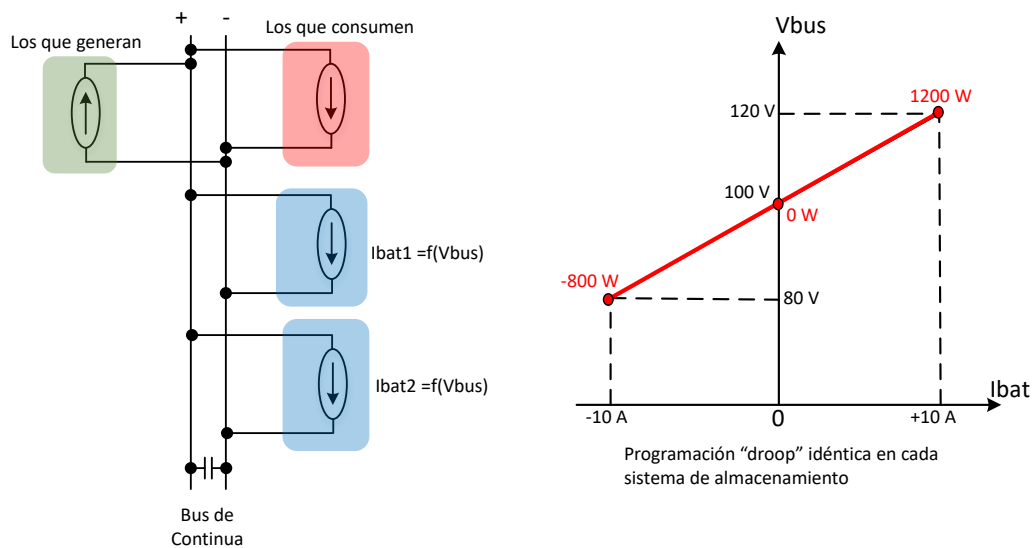 + -
Los que generan
Los que consumen
Ibat1 =f(Vbus)
Ibat2 =f(Vbus)
Bus de
Continua
Vbus
1200 W
120 V
100 V
0 W
-800 W
80 V
Ibat
-10 A
0
+10 A
Programación “droop” idéntica en cada
sistema de almacenamiento